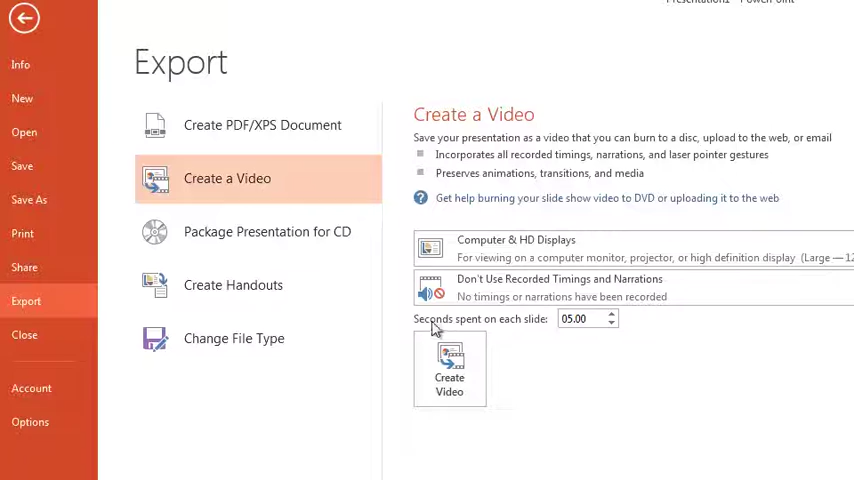 Presentation1 - PowerPoint
Info
New
Open
Save
Save As
Print
Share
Export
Close
Account
Options
Export
Create PDF/XPS Document
Create a Video
Package Presentation for CD
Create Handouts
Change File Type
Create a Video
Save your presentation as a video that you can burn to a disc, upload to the web, or email
Incorporates all recorded timings, narrations, and laser pointer gestures
Preserves animations, transitions, and media
Get help burning your slide show video to DVD or uploading it to the web
Computer & HD Displays
For viewing on a computer monitor, projector, or high definition display (Large — 12
Don't Use Recorded Timings and Narrations
No timings or narrations have been recorded
Seconds spent on each slide: 05.00
Create
Video